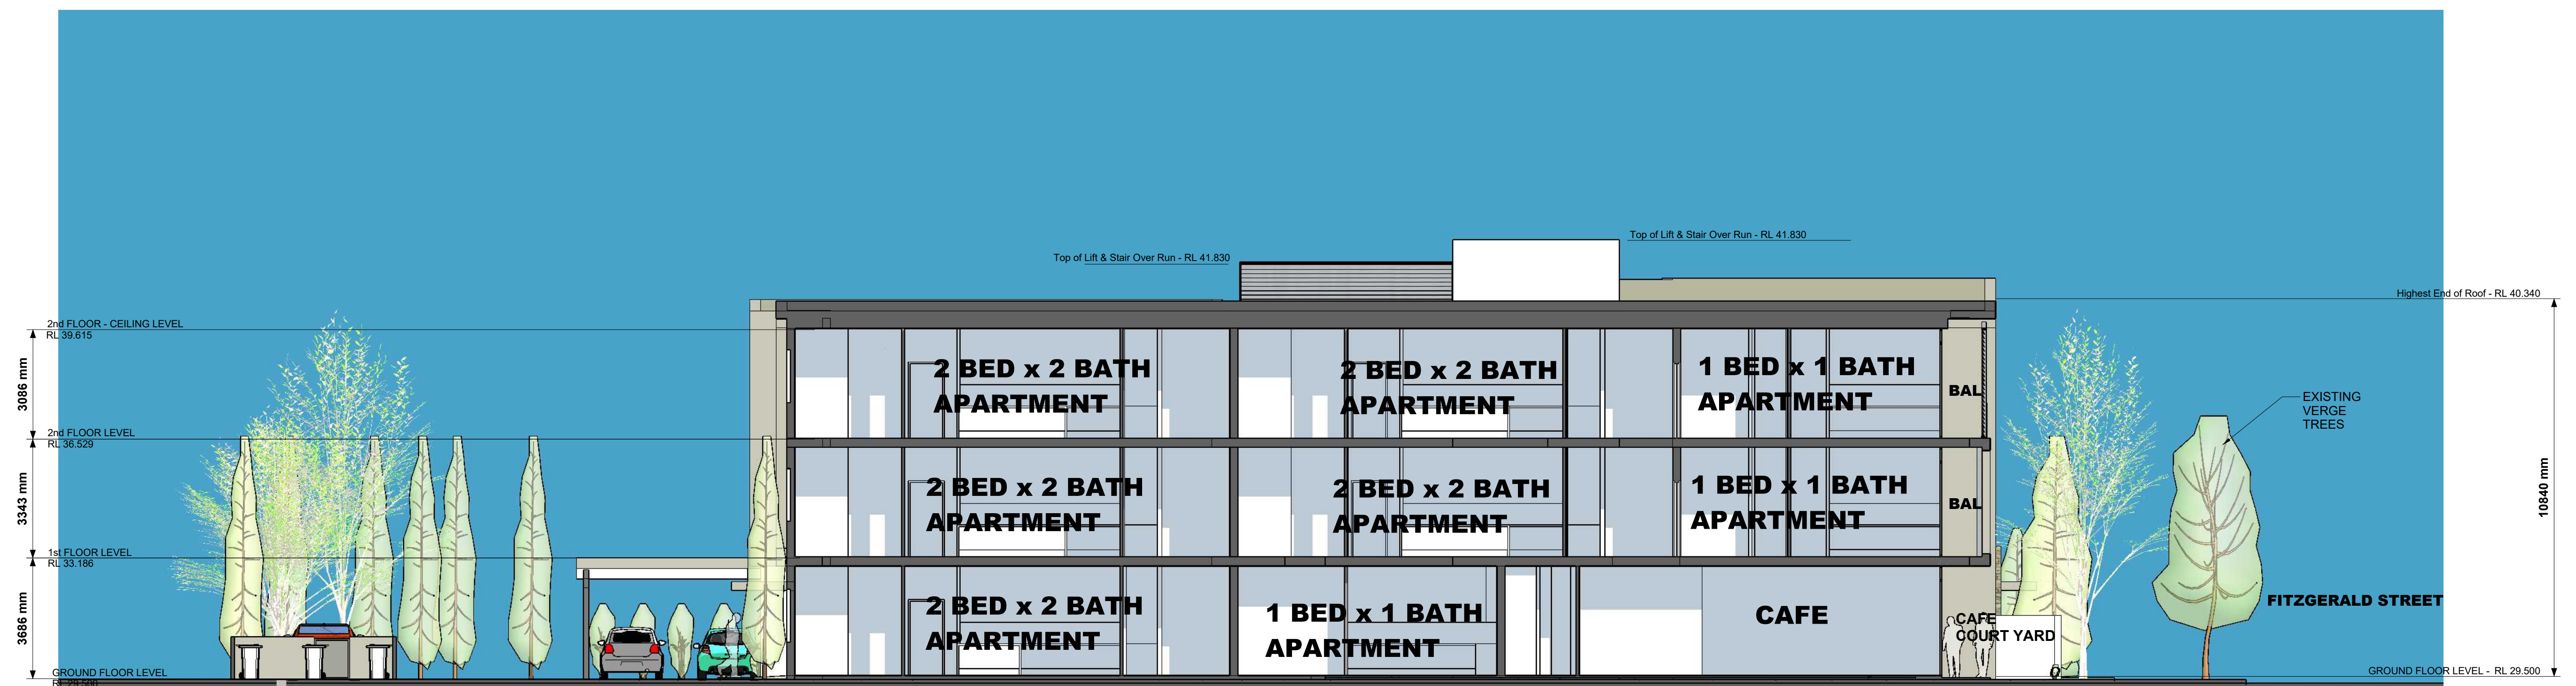 Top of Lift & Stair Over Run - RL 41.830
Top of Lift & Stair Over Run - RL 41.830
Highest End of Roof - RL 40.340
2nd FLOOR - CEILING LEVEL
RL 39.615
3086 mm
2 BED x 2 BATH
APARTMENT
2 BED x 2 BATH
APARTMENT
1 BED x 1 BATH
APARTMENT
BAL
EXISTING
VERGE
TREES
2nd FLOOR LEVEL
RL 36.529
33443 mm
2 BED x 2 BATH
APARTMENT
2 BED x 2 BATH
APARTMENT
1 BED x 1 BATH
APARTMENT
BAL
10840 mm
1st FLOOR LEVEL
RL 33.186
3686 mm
2 BED x 2 BATH
APARTMENT
1 BED x 1 BATH
APARTMENT
CAFE
CAFE
COURT YARD
FITZGERALD STREET
GROUND FLOOR LEVEL
RL 29.500
GROUND FLOOR LEVEL - RL 29.500